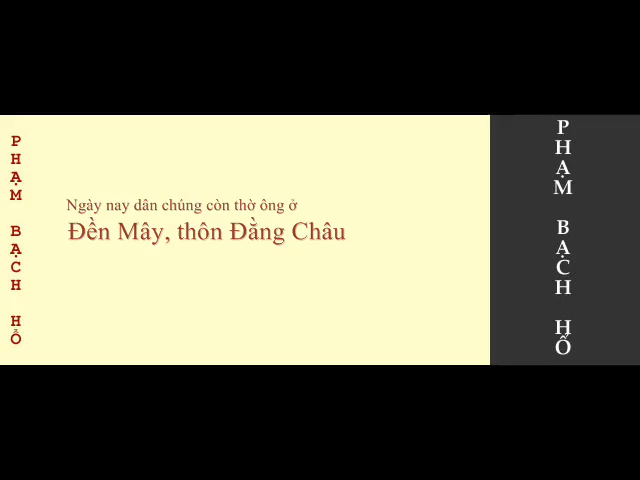 PHẠM BẠCH HỔ
Ngày nay dân chúng còn thờ ông ở
Đền Mây, thôn Đằng Châu
PHẠM BẠCH HỔ